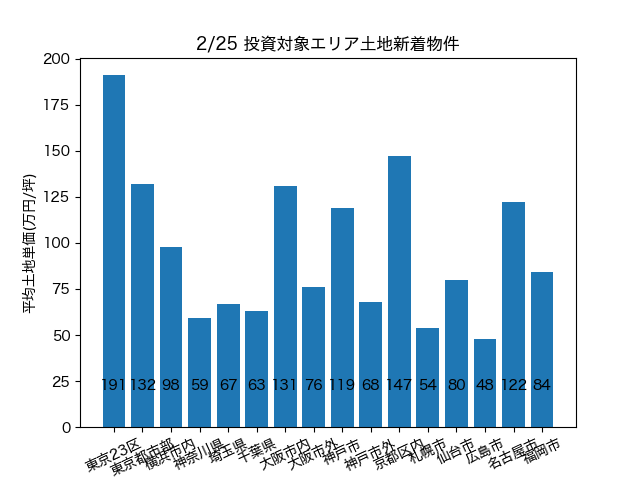 2/25 投資対象エリア土地新着物件
平均土地単価(万円/坪)
200
175
150
125
100
75
50
25
0
191 132 98 59 67 63 131 76 119 68 147 54 80 48 122 84
東京23区
東京都市部
横浜市内
神奈川県
埼玉県
千葉県
大阪市内
大阪市外
神戸市
神戸市外
京都区内
札幌市
仙台市
広島市
名古屋市
福岡市